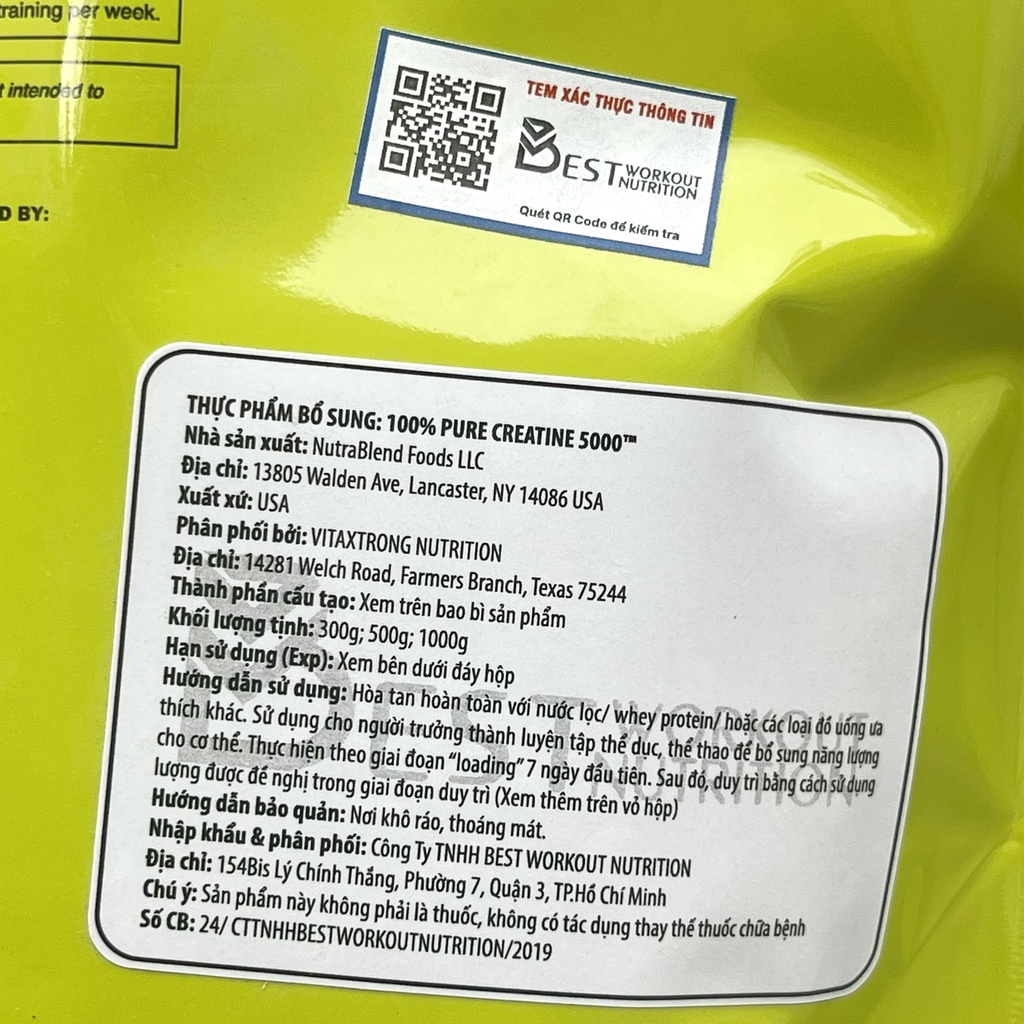 training per week.
t intended to
D BY:
TEM XÁC THỰC THÔNG TIN
BEST WORKOUT NUTRITION
Quét QR Code để kiểm tra
THỰC PHẨM BỔ SUNG: 100% PURE CREATINE 5000™
Nhà sản xuất: NutraBlend Foods LLC
Địa chỉ: 13805 Walden Ave, Lancaster, NY 14086 USA
Xuất xứ: USA
Phân phối bởi: VITAXTRONG NUTRITION
Địa chỉ: 14281 Welch Road, Farmers Branch, Texas 75244
Thành phần cấu tạo: Xem trên bao bì sản phẩm
Khối lượng tịnh: 300g; 500g; 1000g
Hạn sử dụng (Exp): Xem bên dưới đáy hộp
Hướng dẫn sử dụng: Hòa tan hoàn toàn với nước lọc/ whey protein/ hoặc các loại đồ uống ưa
thích khác. Sử dụng cho người trưởng thành luyện tập thể dục, thể thao để bổ sung năng lượng
cho cơ thể. Thực hiện theo giai đoạn “loading” 7 ngày đầu tiên. Sau đó, duy trì bằng cách sử dụng
lượng được đề nghị trong giai đoạn duy trì (Xem thêm trên vỏ hộp)
Hướng dẫn bảo quản: Nơi khô ráo, thoáng mát.
Nhập khẩu & phân phối: Công Ty TNHH BEST WORKOUT NUTRITION
Địa chỉ: 154Bis Lý Chính Thắng, Phường 7, Quận 3, TP.Hồ Chí Minh
Chú ý: Sản phẩm này không phải là thuốc, không có tác dụng thay thế thuốc chữa bệnh
Số CB: 24/ CTTNHHBESTWORKOUTNUTRITION/2019
BEST WORKOUT NUTRITION